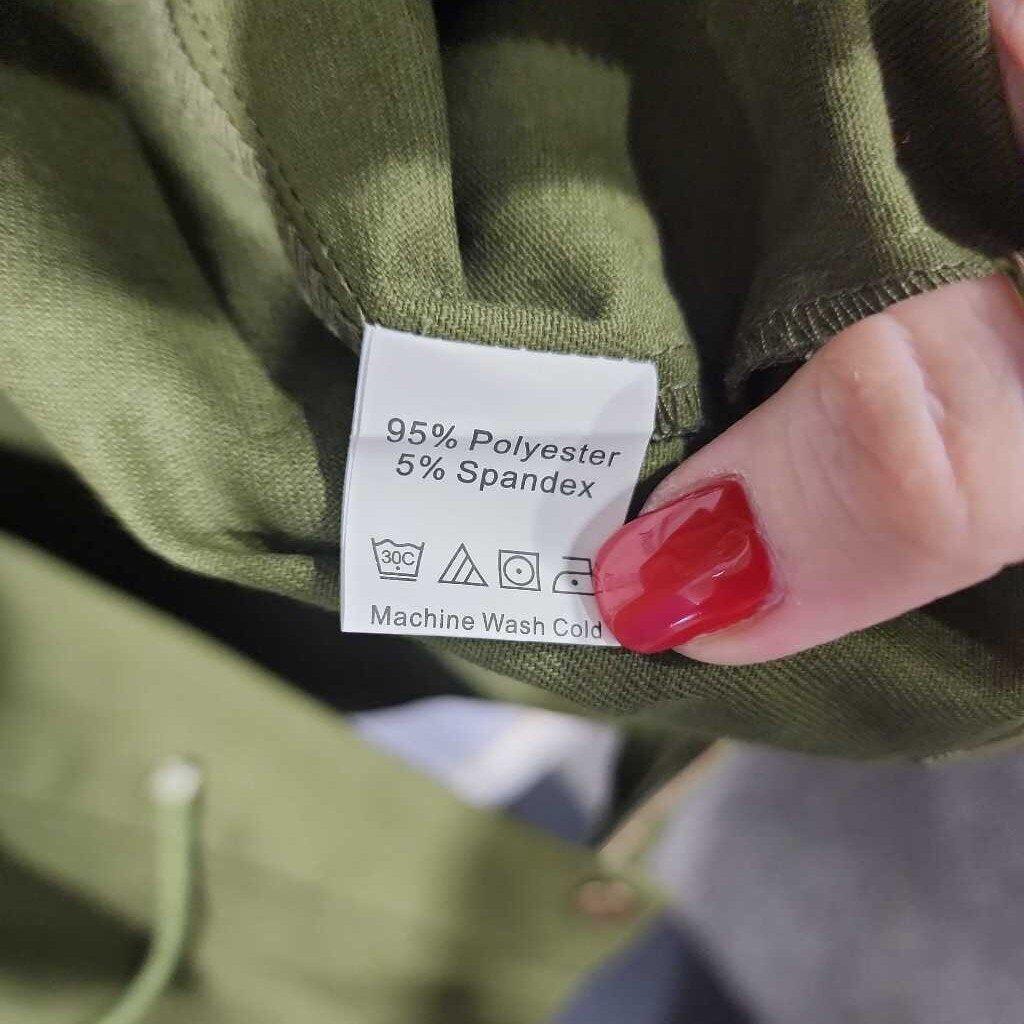 95% Polyester
5% Spandex
30C
Machine Wash Cold